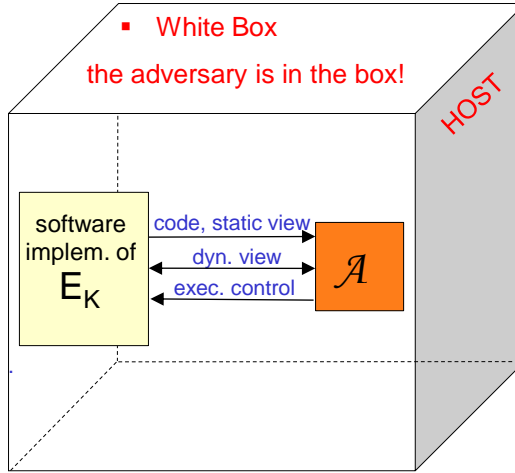 ▪ White Box
the adversary is in the box!
HOST
software
implem. of
E_K
code, static view
dyn. view
exec. control
A
.